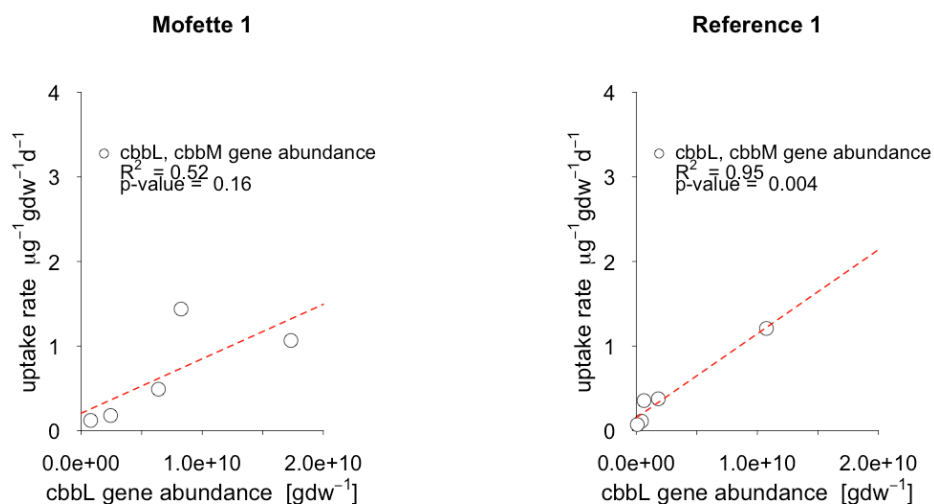 Mofette 1
uptake rate μg⁻¹gdw⁻¹d⁻¹
4
3
2
1
0
cbbL, cbbM gene abundance
R² = 0.52
p-value = 0.16
0.0e+00 1.0e+10 2.0e+10
cbbL gene abundance [gdw⁻¹]
Reference 1
uptake rate μg⁻¹gdw⁻¹d⁻¹
4
3
2
1
0
cbbL, cbbM gene abundance
R² = 0.95
p-value = 0.004
0.0e+00 1.0e+10 2.0e+10
cbbL gene abundance [gdw⁻¹]